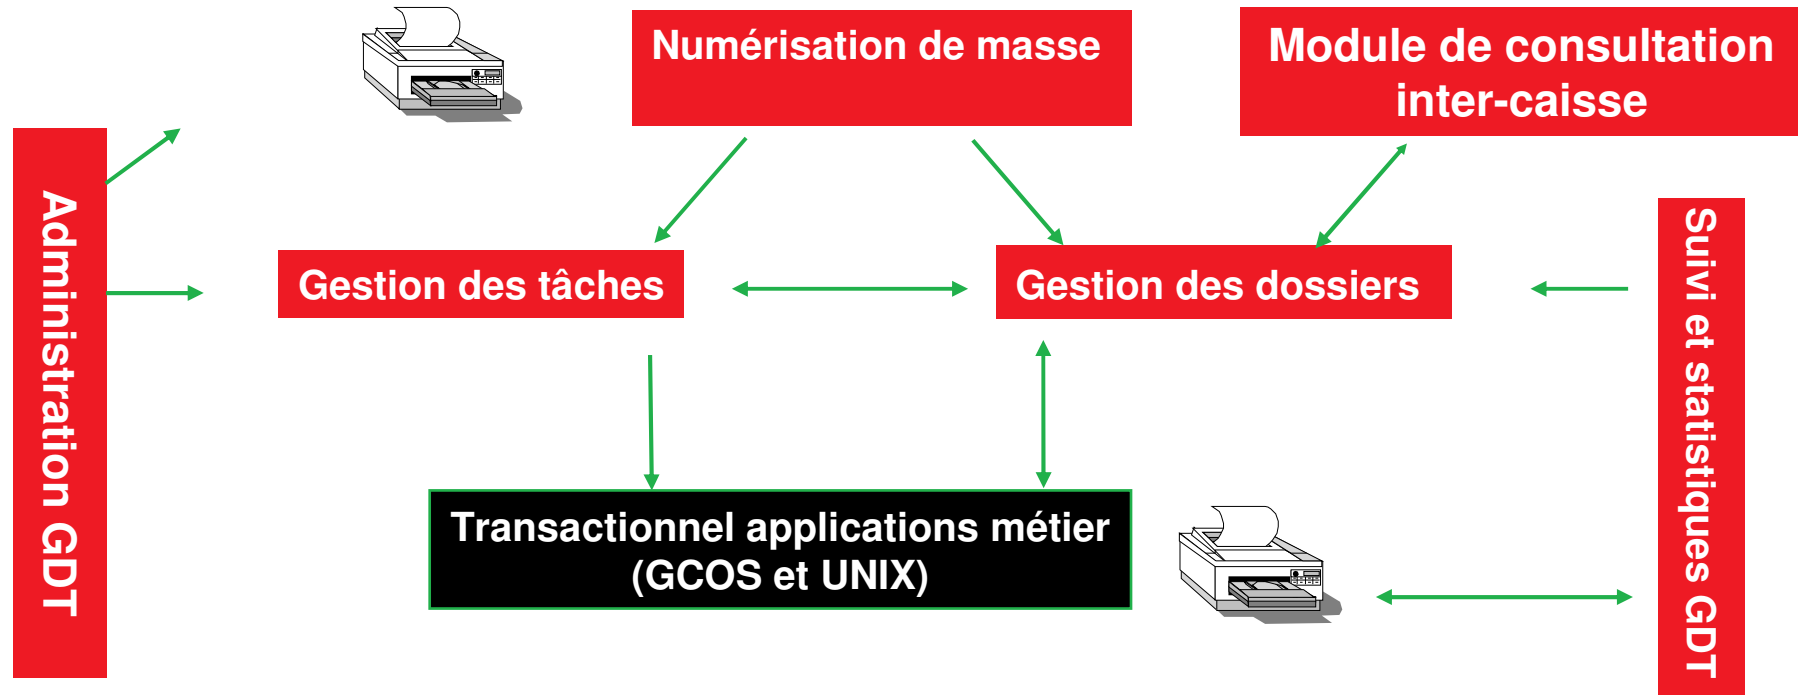 Numérisation de masse
Module de consultation
inter-caisse
Administration GDT
Gestion des tâches
Gestion des dossiers
Suivi et statistiques GDT
Transactionnel applications métier
(GCOS et UNIX)